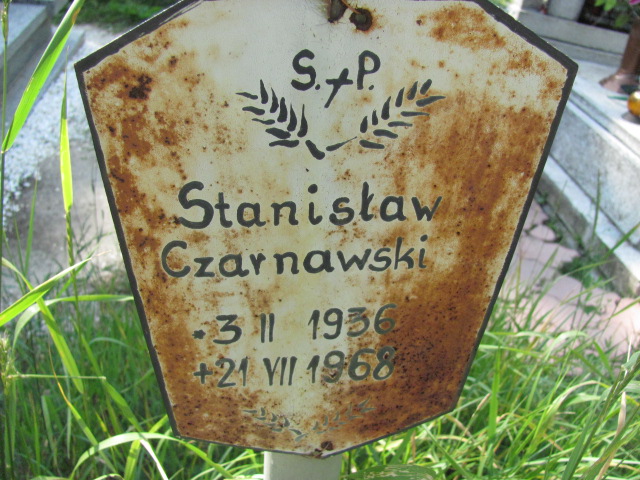 S.†P.
Stanisław
Czarnawski
* 3 II 1936
+ 21 VII 1968